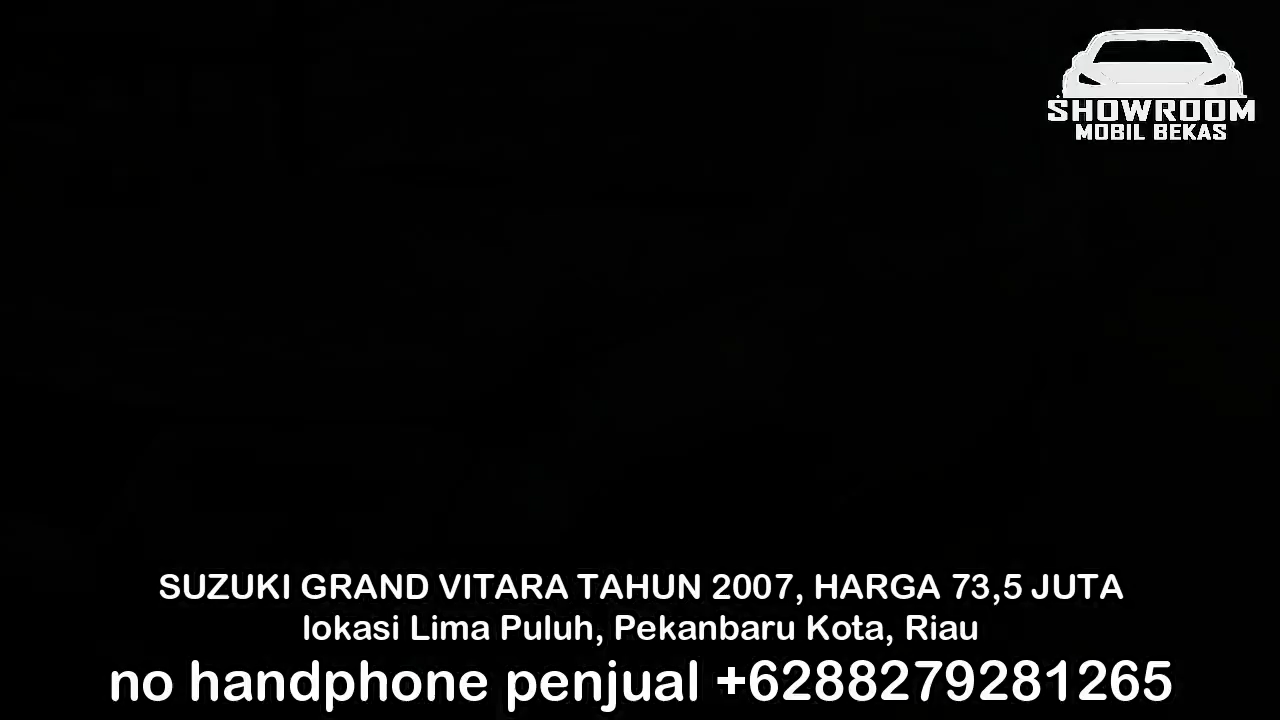 SHOWROOM
MOBIL BEKAS
SUZUKI GRAND VITARA TAHUN 2007, HARGA 73,5 JUTA
lokasi Lima Puluh, Pekanbaru Kota, Riau
no handphone penjual +6288279281265